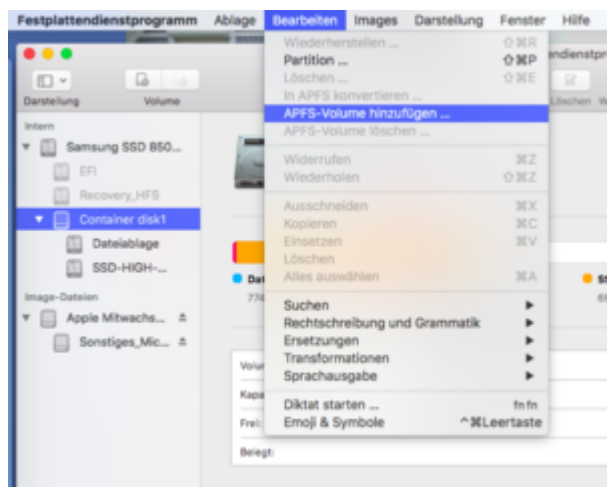 Festplattendienstprogramm Ablage Bearbeiten Images Darstellung Fenster Hilfe
Wiederherstellen ... ⇧⌘R
Partition ... ⇧⌘P
Löschen ... ⇧⌘E
In APFS konvertieren ...
APFS-Volume hinzufügen ...
APFS-Volume löschen ...
Widerrufen ⌘Z
Wiederholen ⇧⌘Z
Ausschneiden ⌘X
Kopieren ⌘C
Einsetzen ⌘V
Löschen
Alles auswählen ⌘A
Suchen
Rechtschreibung und Grammatik
Ersetzungen
Transformationen
Sprachausgabe
Diktat starten ... fn fn
Emoji & Symbole ^⌘Leertaste
Darstellung Volume
Löschen
Intern
Samsung SSD 850...
EFI
Recovery_HFS
Container disk1
Dateiablage
SSD-HIGH-...
Image-Dateien
Apple Mitwachs...
Sonstiges_Mic...
Frei:
Belegt: